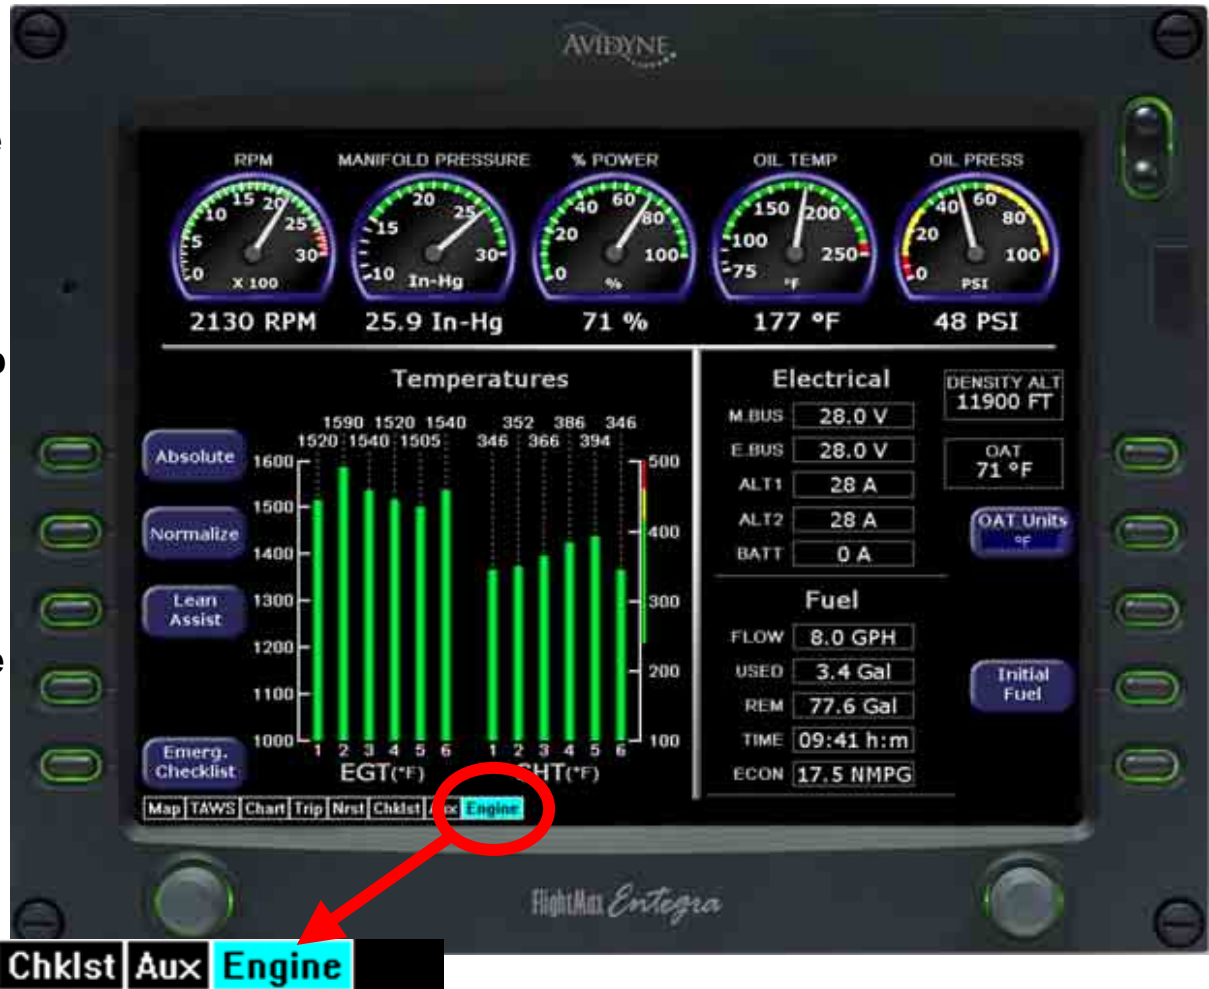 AVIDYNE
RPM MANIFOLD PRESSURE % POWER OIL TEMP OIL PRESS
0 5 10 15 20 25 30 X 100
10 15 20 25 30 In-Hg
0 20 40 60 80 100 %
75 100 150 200 250 °F
0 20 40 60 80 100 PSI
2130 RPM 25.9 In-Hg 71 % 177 °F 48 PSI
Temperatures
1590 1520 1540 352 386 346
1520 1540 1505 346 366 394
Absolute
Normalize
Lean
Assist
Emerg.
Checklist
1600
1500
1400
1300
1200
1100
1000
500
400
300
200
100
1 2 3 4 5 6 1 2 3 4 5 6
EGT(°F) CHT(°F)
Electrical
M.BUS 28.0 V
E.BUS 28.0 V
ALT1 28 A
ALT2 28 A
BATT 0 A
Fuel
FLOW 8.0 GPH
USED 3.4 Gal
REM 77.6 Gal
TIME 09:41 h:m
ECON 17.5 NMPG
DENSITY ALT
11900 FT
OAT
71 °F
OAT Units
°F
Initial
Fuel
Map TAWS Chart Trip Nrst Chklst Aux Engine
FlightMax Entegra
Chklst Aux Engine